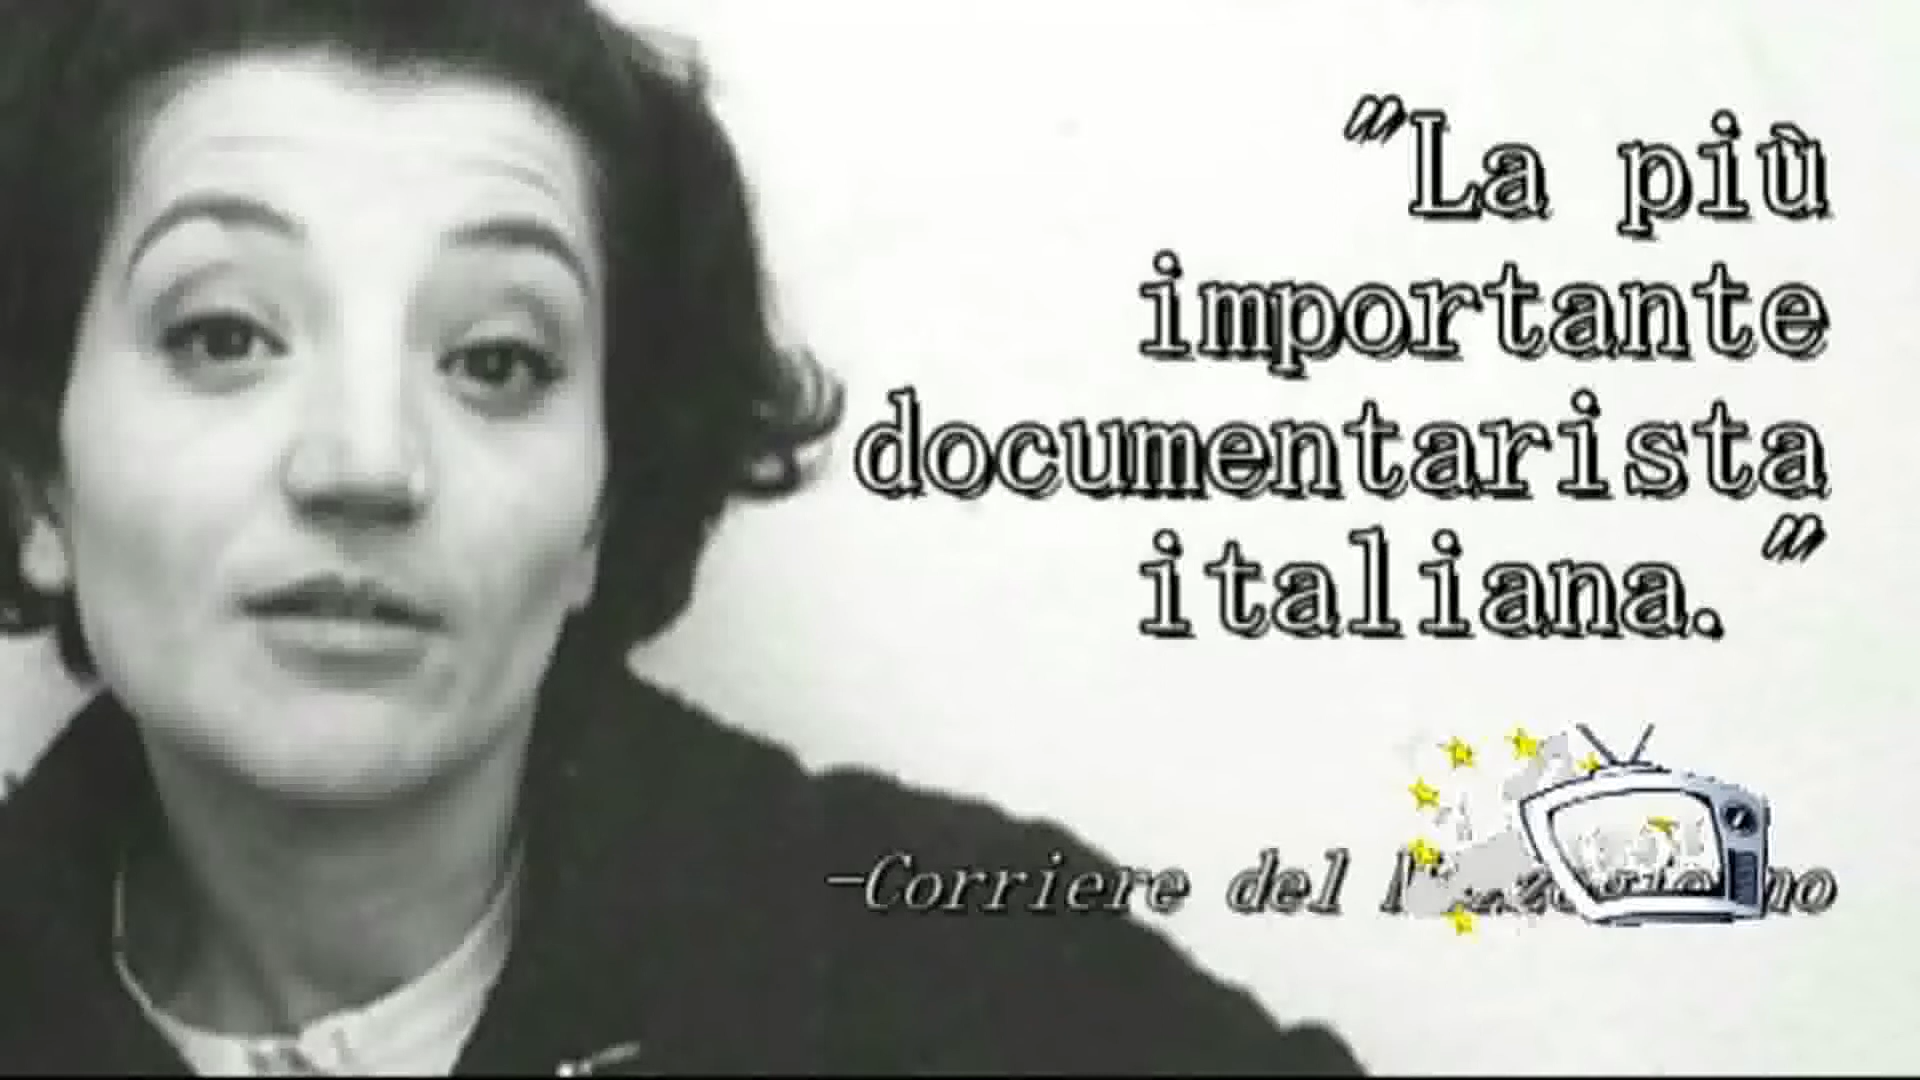 "La più
importante
documentarista
italiana."
-Corriere del